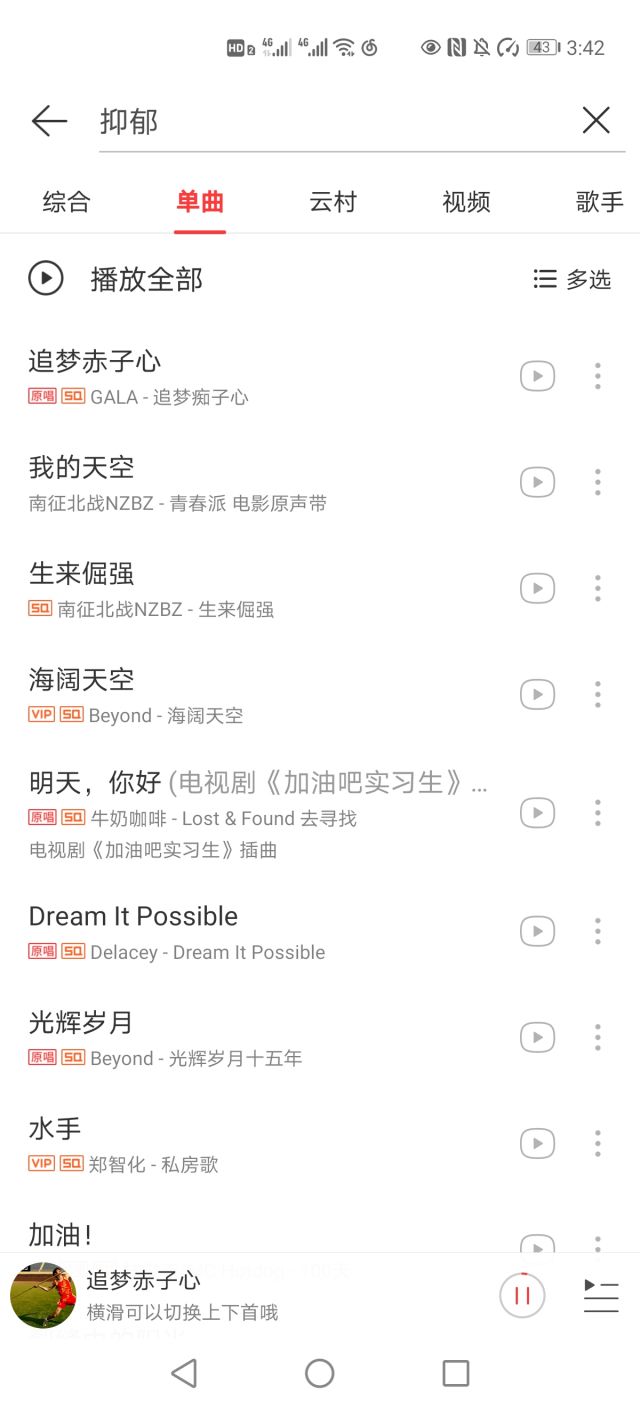 HD 2 4G 4G 43 3:42
抑郁
综合 单曲 云村 视频 歌手
播放全部 多选
追梦赤子心
原唱 SQ GALA - 追梦痴子心
我的天空
南征北战NZBZ - 青春派 电影原声带
生来倔强
SQ 南征北战NZBZ - 生来倔强
海阔天空
VIP SQ Beyond - 海阔天空
明天，你好 (电视剧《加油吧实习生》...
原唱 SQ 牛奶咖啡 - Lost & Found 去寻找
电视剧《加油吧实习生》插曲
Dream It Possible
原唱 SQ Delacey - Dream It Possible
光辉岁月
原唱 SQ Beyond - 光辉岁月十五年
水手
VIP SQ 郑智化 - 私房歌
加油！
追梦赤子心
横滑可以切换上下首哦